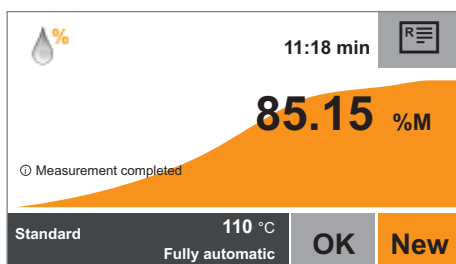 %
11:18 min
R
85.15 %M
ⓘ Measurement completed
Standard
110 °C
Fully automatic
OK
New